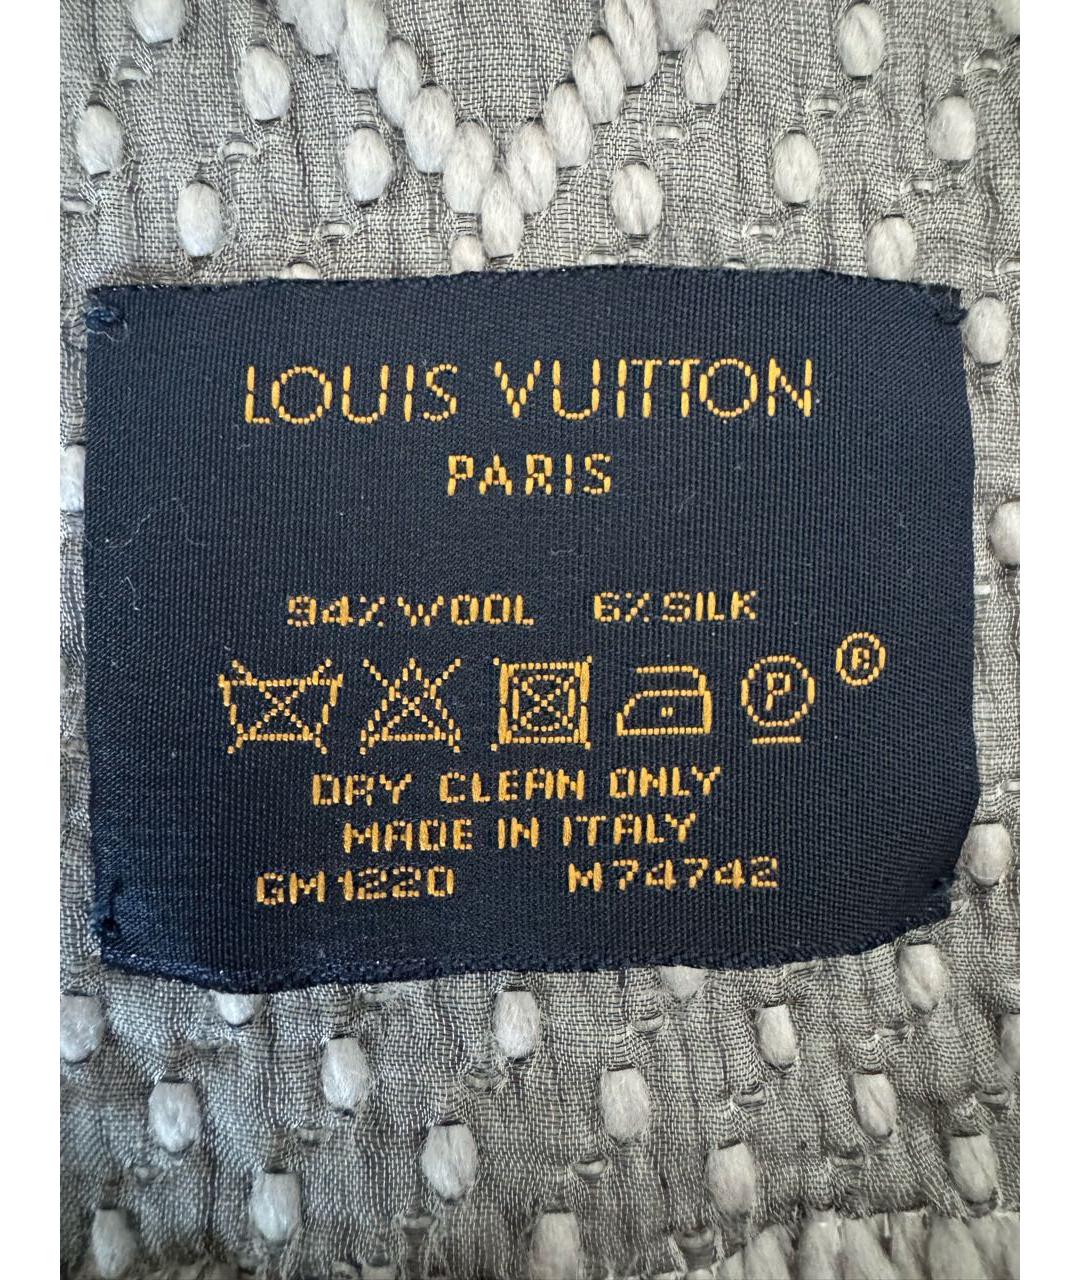 LOUIS VUITTON
PARIS
94% WOOL 6% SILK
P ®
DRY CLEAN ONLY
MADE IN ITALY
GM1220 M74742